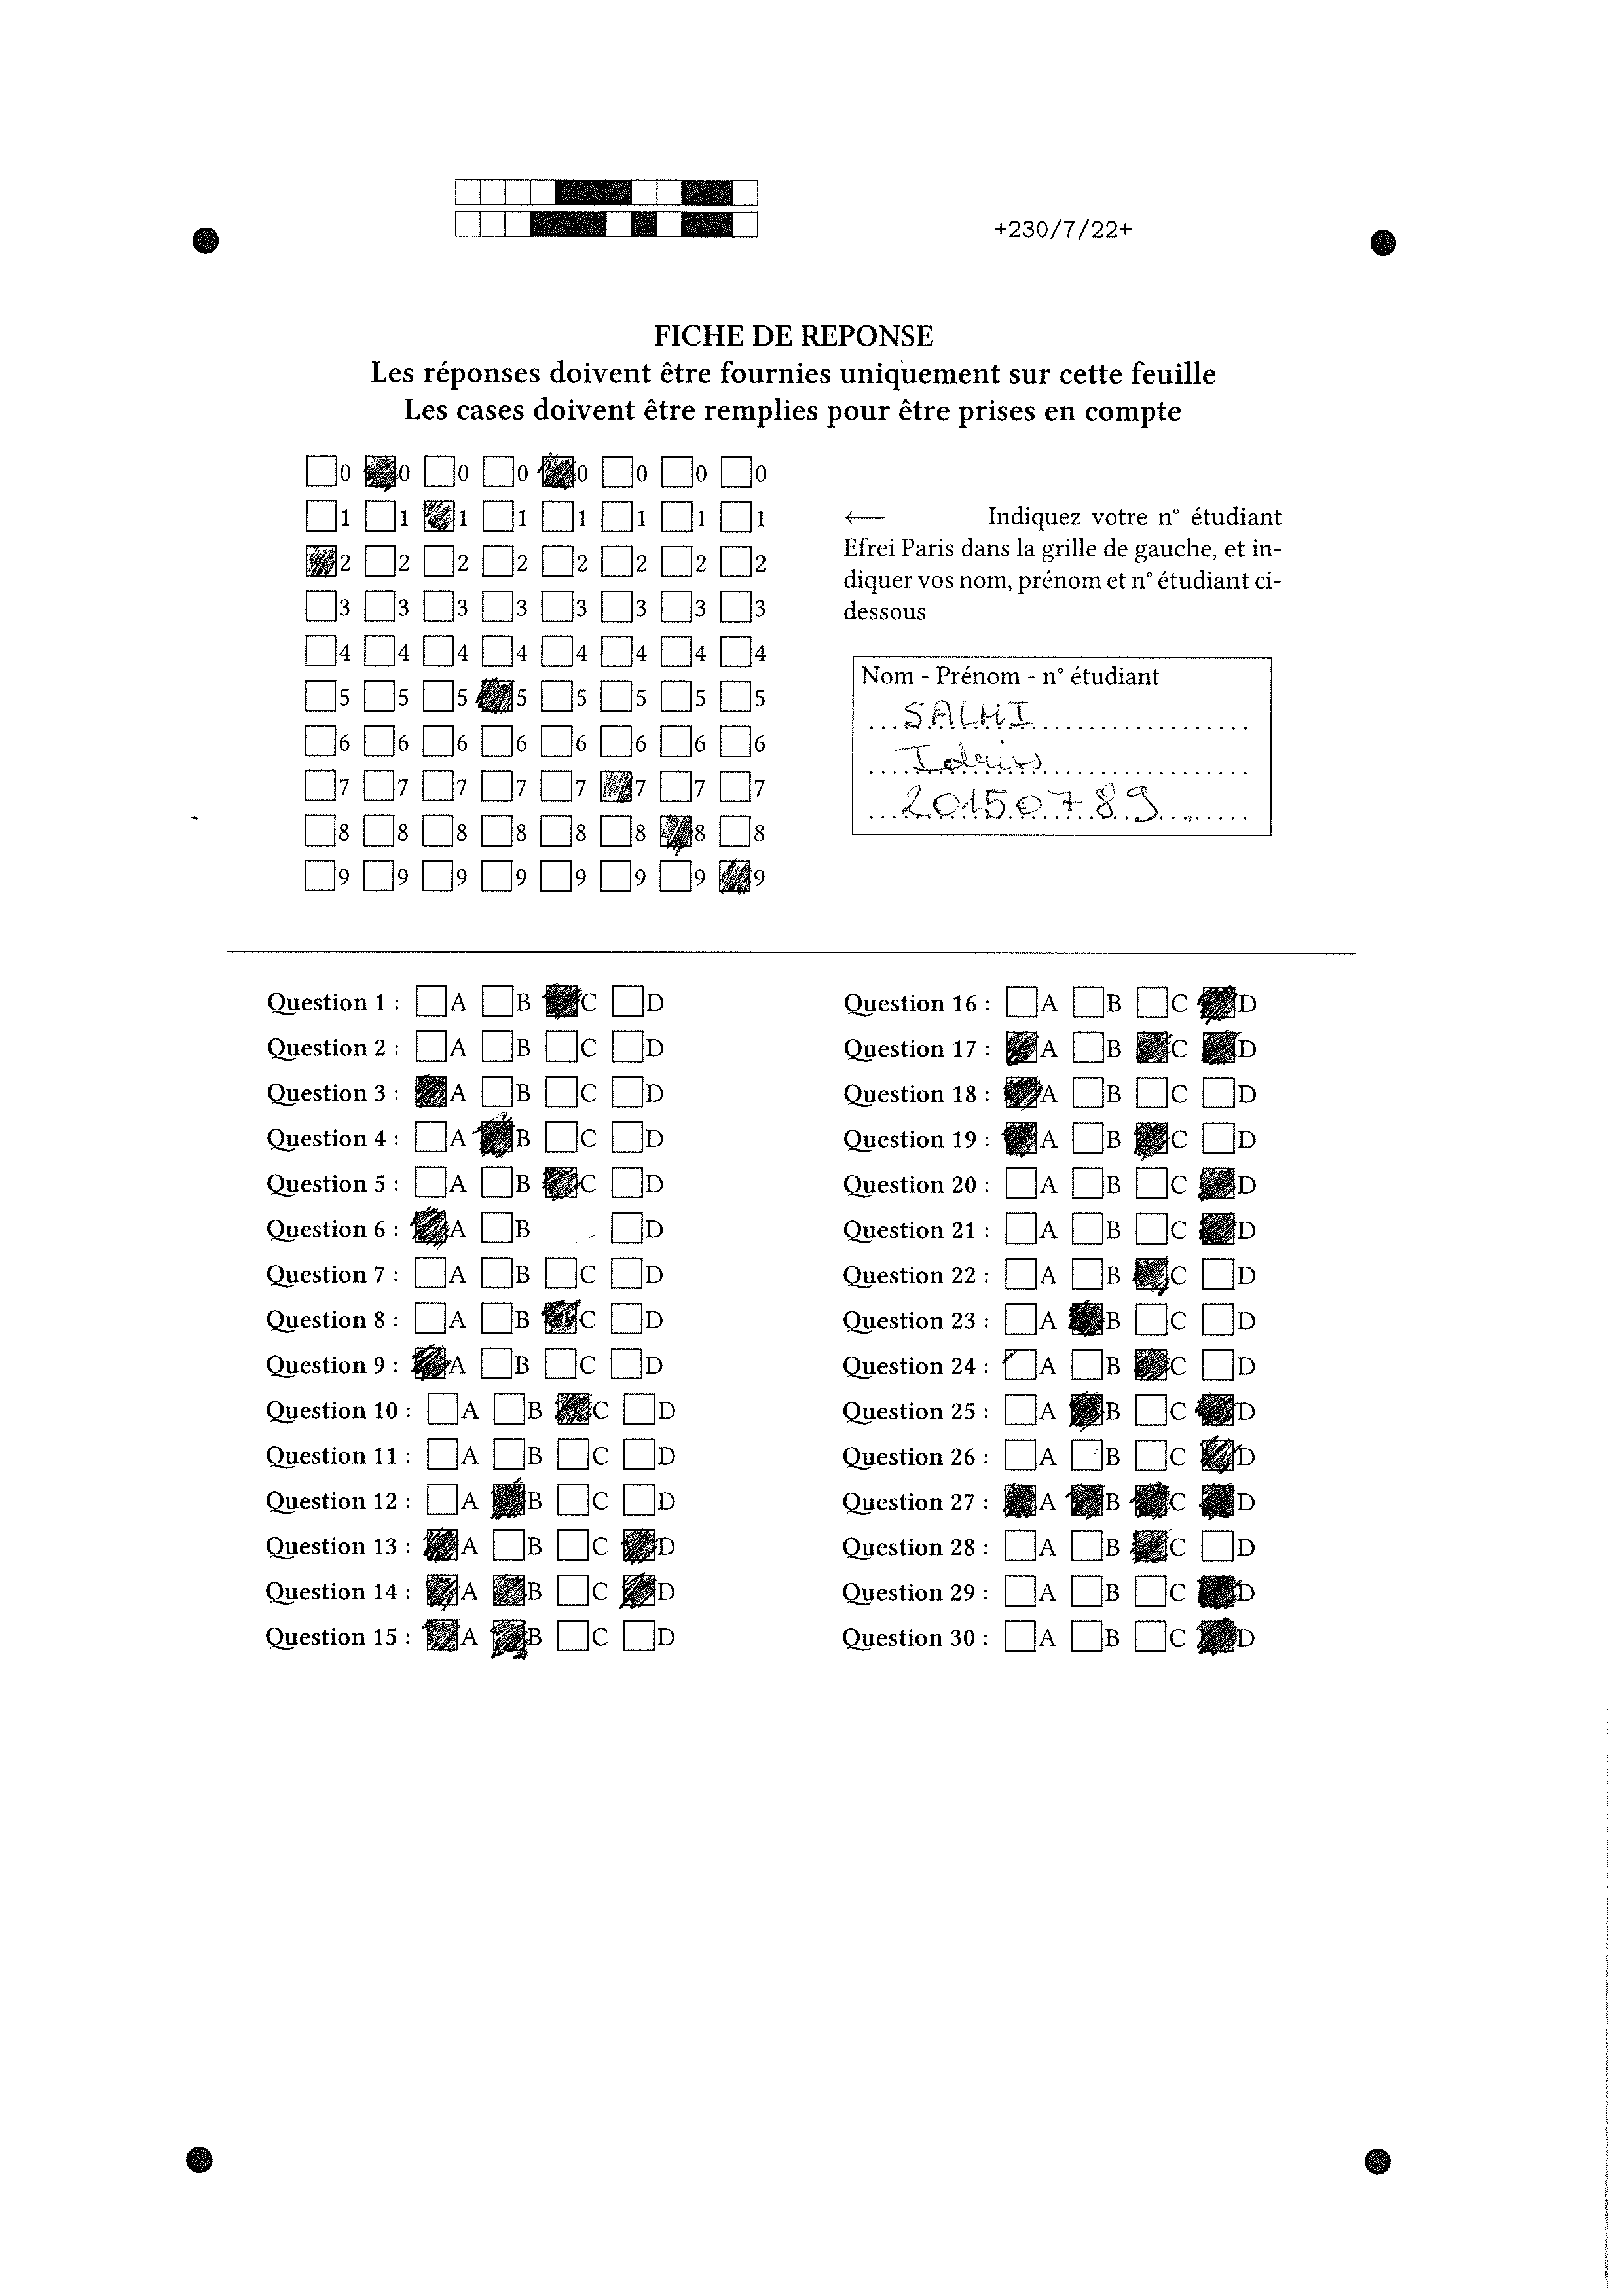 +230/7/22+
FICHE DE REPONSE
Les réponses doivent être fournies uniquement sur cette feuille
Les cases doivent être remplies pour être prises en compte
0 0 0 0 0 0 0 0
1 1 1 1 1 1 1 1
2 2 2 2 2 2 2 2
3 3 3 3 3 3 3 3
4 4 4 4 4 4 4 4
5 5 5 5 5 5 5 5
6 6 6 6 6 6 6 6
7 7 7 7 7 7 7 7
8 8 8 8 8 8 8 8
9 9 9 9 9 9 9 9
← Indiquez votre n° étudiant
Efrei Paris dans la grille de gauche, et in-
diquer vos nom, prénom et n° étudiant ci-
dessous
Nom - Prénom - n° étudiant
SALHI
Idriss
20150789
Question 1 : A B C D
Question 2 : A B C D
Question 3 : A B C D
Question 4 : A B C D
Question 5 : A B C D
Question 6 : A B D
Question 7 : A B C D
Question 8 : A B C D
Question 9 : A B C D
Question 10 : A B C D
Question 11 : A B C D
Question 12 : A B C D
Question 13 : A B C D
Question 14 : A B C D
Question 15 : A B C D
Question 16 : A B C D
Question 17 : A B C D
Question 18 : A B C D
Question 19 : A B C D
Question 20 : A B C D
Question 21 : A B C D
Question 22 : A B C D
Question 23 : A B C D
Question 24 : A B C D
Question 25 : A B C D
Question 26 : A B C D
Question 27 : A B C D
Question 28 : A B C D
Question 29 : A B C D
Question 30 : A B C D